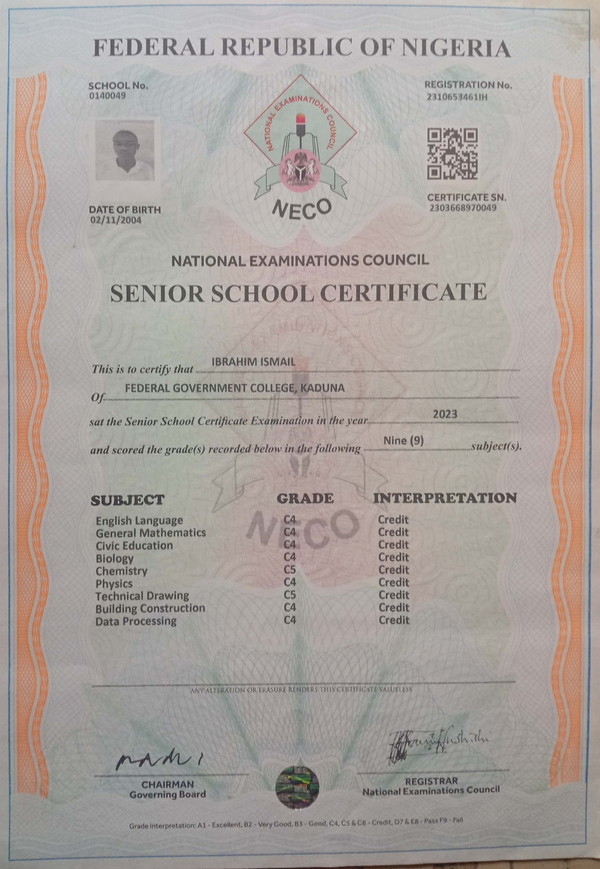 FEDERAL REPUBLIC OF NIGERIA
SCHOOL No.
0140049
REGISTRATION No.
2310653461IH
NATIONAL EXAMINATIONS COUNCIL
NECO
DATE OF BIRTH
02/11/2004
CERTIFICATE SN.
2303668970049
NATIONAL EXAMINATIONS COUNCIL
SENIOR SCHOOL CERTIFICATE
This is to certify that IBRAHIM ISMAIL
Of FEDERAL GOVERNMENT COLLEGE, KADUNA
sat the Senior School Certificate Examination in the year 2023
and scored the grade(s) recorded below in the following Nine (9) subject(s).
SUBJECT GRADE INTERPRETATION
English Language C4 Credit
General Mathematics C4 Credit
Civic Education C4 Credit
Biology C4 Credit
Chemistry C5 Credit
Physics C4 Credit
Technical Drawing C5 Credit
Building Construction C4 Credit
Data Processing C4 Credit
NECO
ANY ALTERATION OR ERASURE RENDERS THIS CERTIFICATE VALUELESS
CHAIRMAN
Governing Board
REGISTRAR
National Examinations Council
Grade Interpretation: A1 - Excellent, B2 - Very Good, B3 - Good, C4, C5 & C6 - Credit, D7 & E8 - Pass F9 - Fail